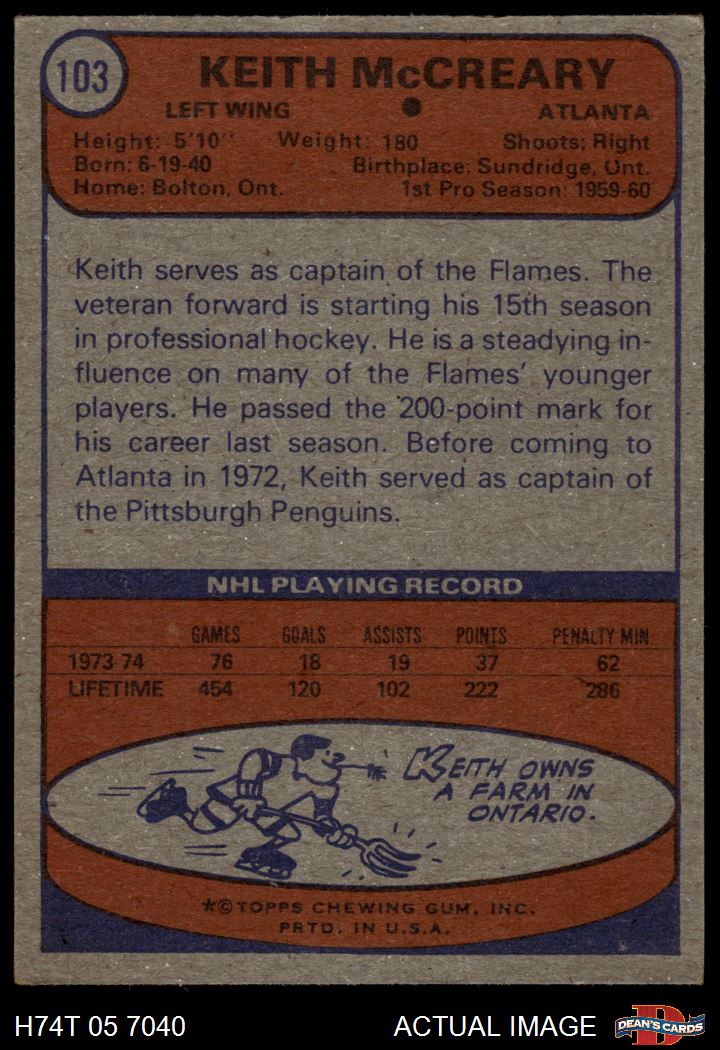 103
KEITH McCREARY
LEFT WING ● ATLANTA
Height: 5'10" Weight: 180 Shoots: Right
Born: 6-19-40 Birthplace: Sundridge, Ont.
Home: Bolton, Ont. 1st Pro Season: 1959-60
Keith serves as captain of the Flames. The
veteran forward is starting his 15th season
in professional hockey. He is a steadying in-
fluence on many of the Flames' younger
players. He passed the 200-point mark for
his career last season. Before coming to
Atlanta in 1972, Keith served as captain of
the Pittsburgh Penguins.
NHL PLAYING RECORD
GAMES GOALS ASSISTS POINTS PENALTY MIN.
1973-74 76 18 19 37 62
LIFETIME 454 120 102 222 286
KEITH OWNS
A FARM IN
ONTARIO.
*© TOPPS CHEWING GUM, INC.
PRTD. IN U.S.A.
H74T 05 7040 ACTUAL IMAGE D DEAN'S CARDS